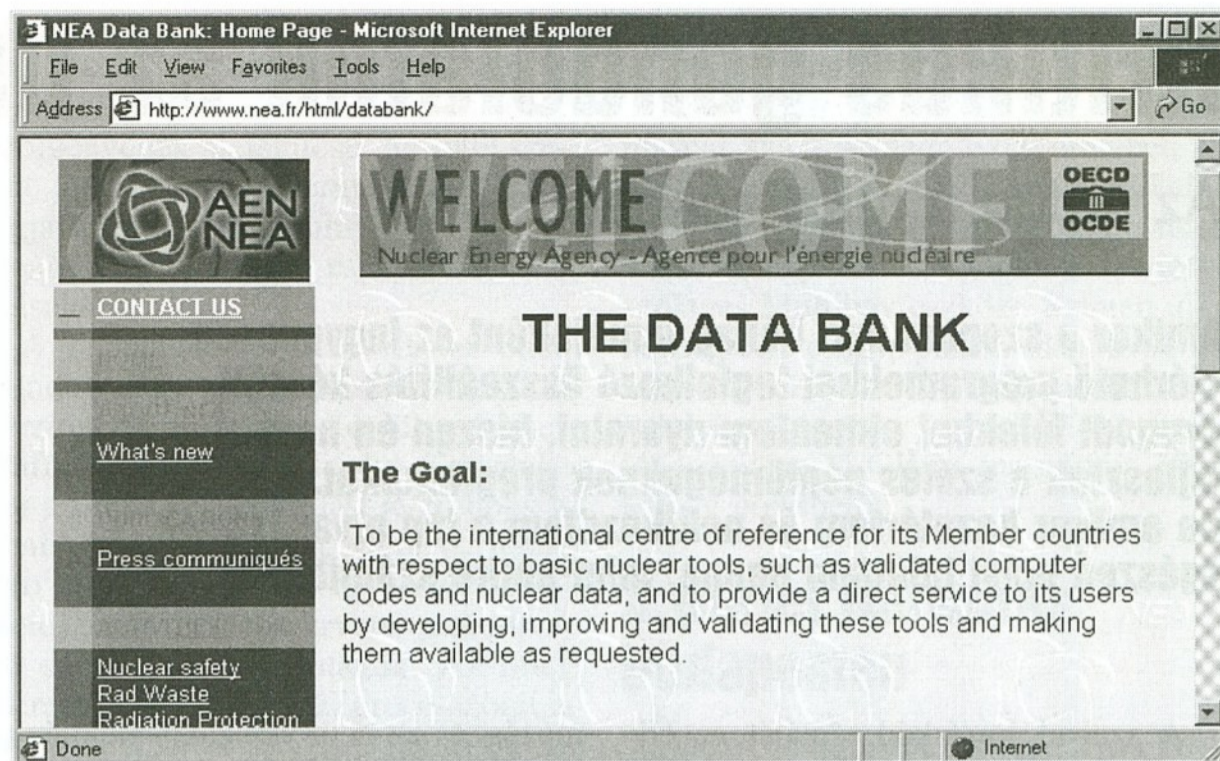 NEA Data Bank: Home Page - Microsoft Internet Explorer
File Edit View Favorites Tools Help
Address http://www.nea.fr/html/databank/ Go
AEN
NEA
WELCOME
Nuclear Energy Agency - Agence pour l'énergie nucléaire
OECD
OCDE
CONTACT US
THE DATA BANK
What's new
The Goal:
Press communiqués
To be the international centre of reference for its Member countries
with respect to basic nuclear tools, such as validated computer
codes and nuclear data, and to provide a direct service to its users
by developing, improving and validating these tools and making
them available as requested.
Nuclear safety
Rad Waste
Radiation Protection
Done Internet